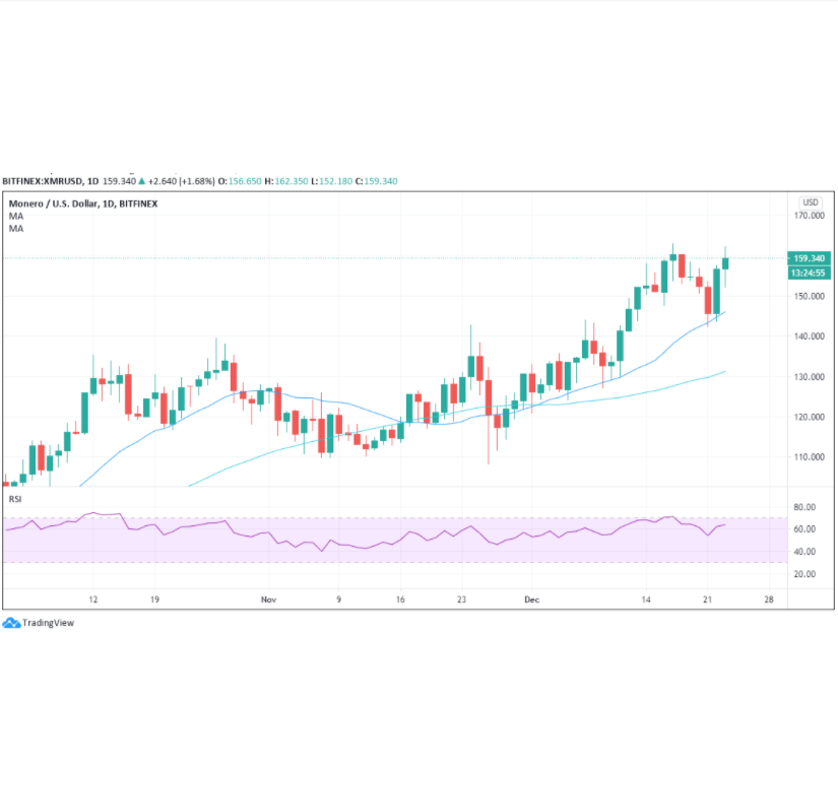 BITFINEX:XMRUSD, 1D 159.340 ▲ +2.640 (+1.68%) O:156.650 H:162.350 L:152.180 C:159.340
Monero / U.S. Dollar, 1D, BITFINEX
USD
MA
170.000
MA
159.340
13:24:55
150.000
140.000
130.000
120.000
110.000
RSI
80.00
60.00
40.00
20.00
12 19 Nov 9 16 23 Dec 14 21 28
TradingView